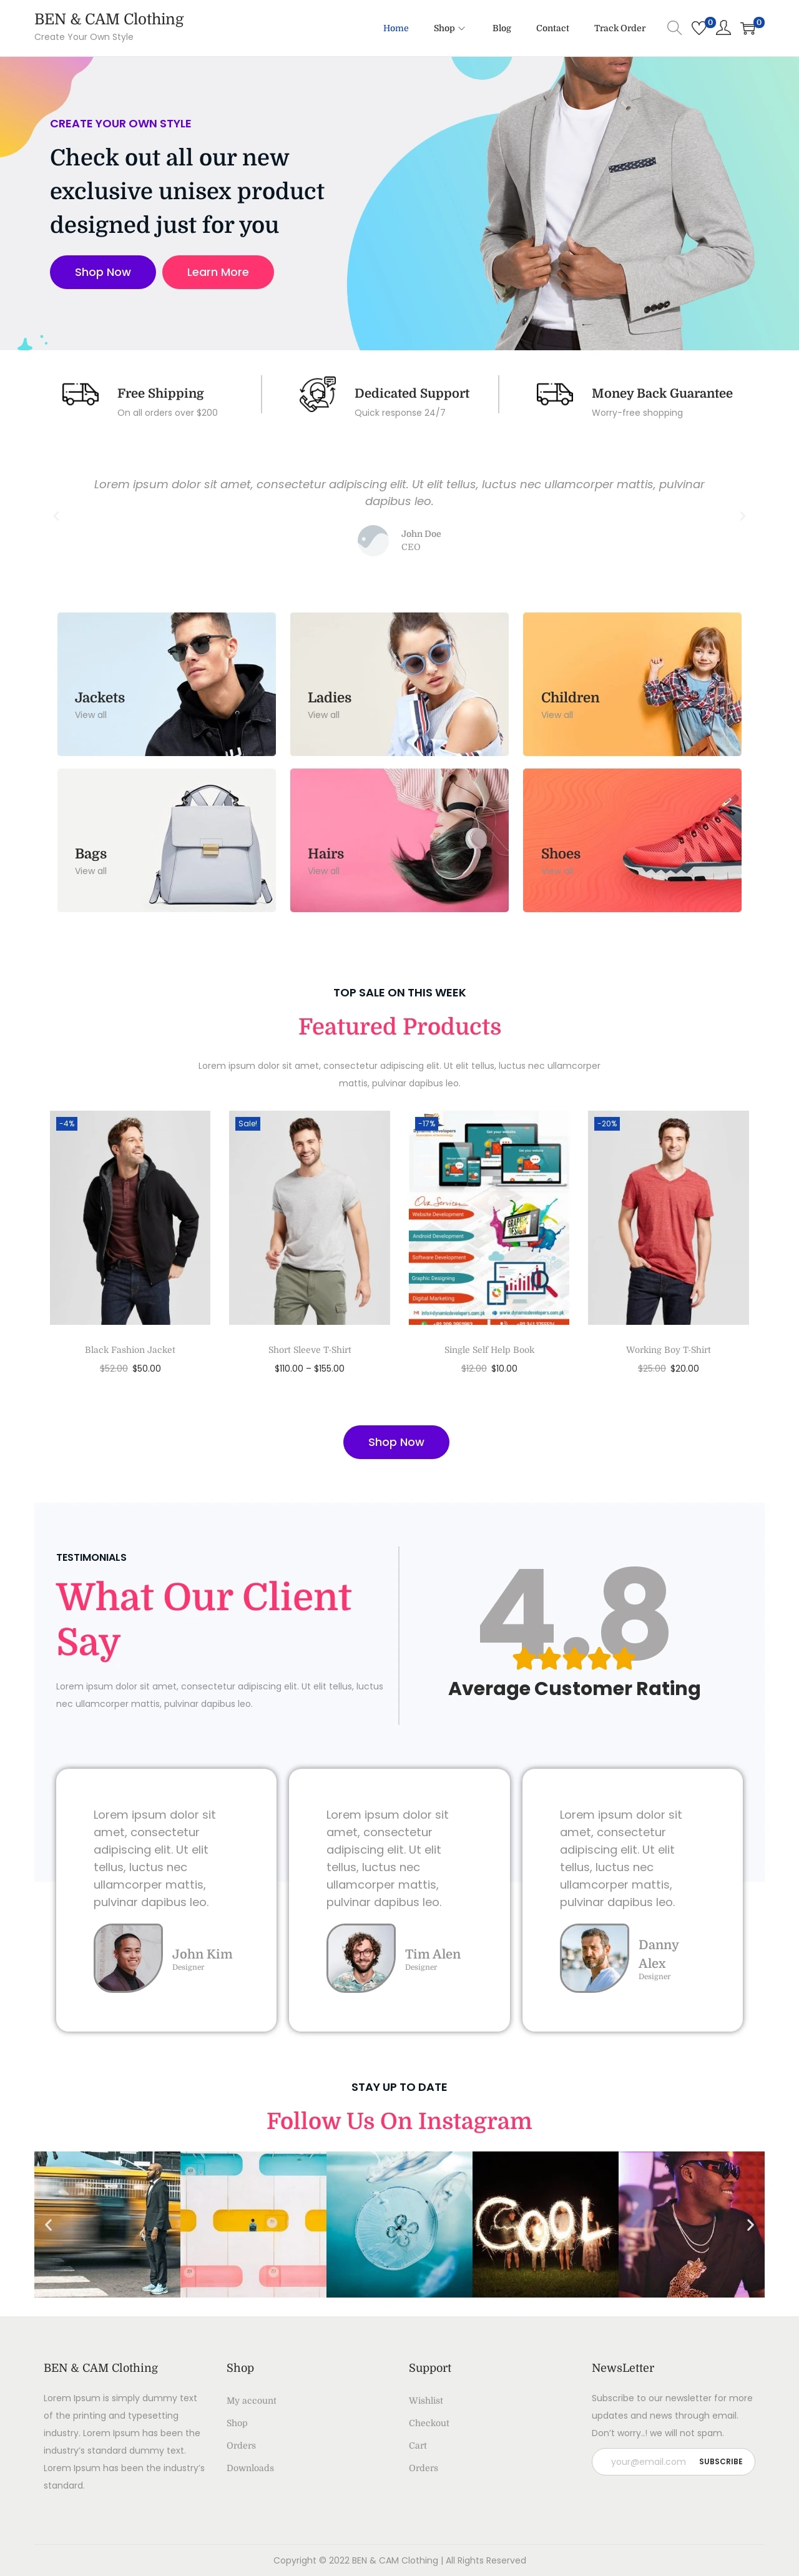 BEN & CAM Clothing
Create Your Own Style
Home
Shop
Blog
Contact
Track Order
0
0
CREATE YOUR OWN STYLE
Check out all our new
exclusive unisex product
designed just for you
Shop Now
Learn More
Free Shipping
On all orders over $200
Dedicated Support
Quick response 24/7
Money Back Guarantee
Worry-free shopping
Lorem ipsum dolor sit amet, consectetur adipiscing elit. Ut elit tellus, luctus nec ullamcorper mattis, pulvinar
dapibus leo.
John Doe
CEO
Jackets
View all
Ladies
View all
Children
View all
Bags
View all
Hairs
View all
Shoes
View all
TOP SALE ON THIS WEEK
Featured Products
Lorem ipsum dolor sit amet, consectetur adipiscing elit. Ut elit tellus, luctus nec ullamcorper
mattis, pulvinar dapibus leo.
-4%
Black Fashion Jacket
$52.00 $50.00
Sale!
Short Sleeve T-Shirt
$110.00 – $155.00
-17%
Our Services
Website Development
Android Development
Software Development
Graphic Designing
Digital Marketing
Single Self Help Book
$12.00 $10.00
-20%
Working Boy T-Shirt
$25.00 $20.00
Shop Now
TESTIMONIALS
What Our Client
Say
Lorem ipsum dolor sit amet, consectetur adipiscing elit. Ut elit tellus, luctus
nec ullamcorper mattis, pulvinar dapibus leo.
4.8
Average Customer Rating
Lorem ipsum dolor sit
amet, consectetur
adipiscing elit. Ut elit
tellus, luctus nec
ullamcorper mattis,
pulvinar dapibus leo.
John Kim
Designer
Lorem ipsum dolor sit
amet, consectetur
adipiscing elit. Ut elit
tellus, luctus nec
ullamcorper mattis,
pulvinar dapibus leo.
Tim Alen
Designer
Lorem ipsum dolor sit
amet, consectetur
adipiscing elit. Ut elit
tellus, luctus nec
ullamcorper mattis,
pulvinar dapibus leo.
Danny
Alex
Designer
STAY UP TO DATE
Follow Us On Instagram
COOL
BEN & CAM Clothing
Lorem Ipsum is simply dummy text
of the printing and typesetting
industry. Lorem Ipsum has been the
industry's standard dummy text.
Lorem Ipsum has been the industry's
standard.
Shop
My account
Shop
Orders
Downloads
Support
Wishlist
Checkout
Cart
Orders
NewsLetter
Subscribe to our newsletter for more
updates and news through email.
Don't worry..! we will not spam.
your@email.com
SUBSCRIBE
Copyright © 2022 BEN & CAM Clothing | All Rights Reserved